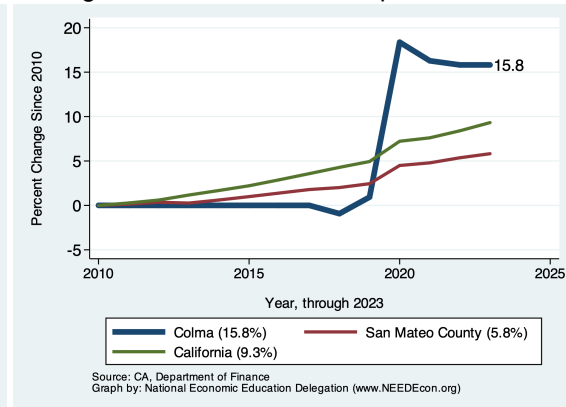 20
15
10
5
0
-5
Percent Change Since 2010
15.8
2010
2015
2020
2025
Year, through 2023
Colma (15.8%)
San Mateo County (5.8%)
California (9.3%)
Source: CA, Department of Finance
Graph by: National Economic Education Delegation (www.NEEDEcon.org)